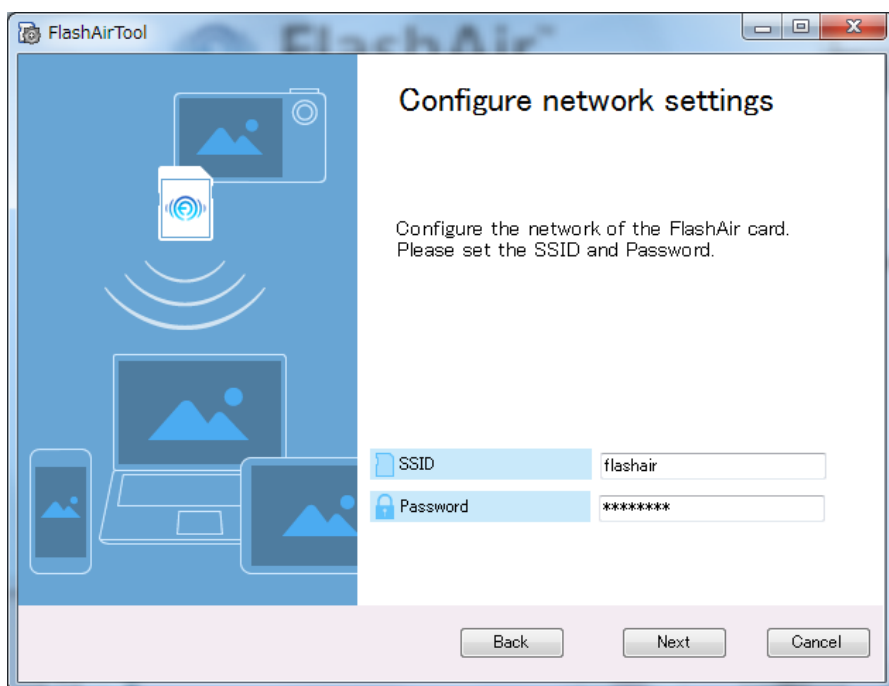 FlashAirTool
FlashAir
Configure network settings
Configure the network of the FlashAir card.
Please set the SSID and Password.
SSID
flashair
Password
********
Back
Next
Cancel